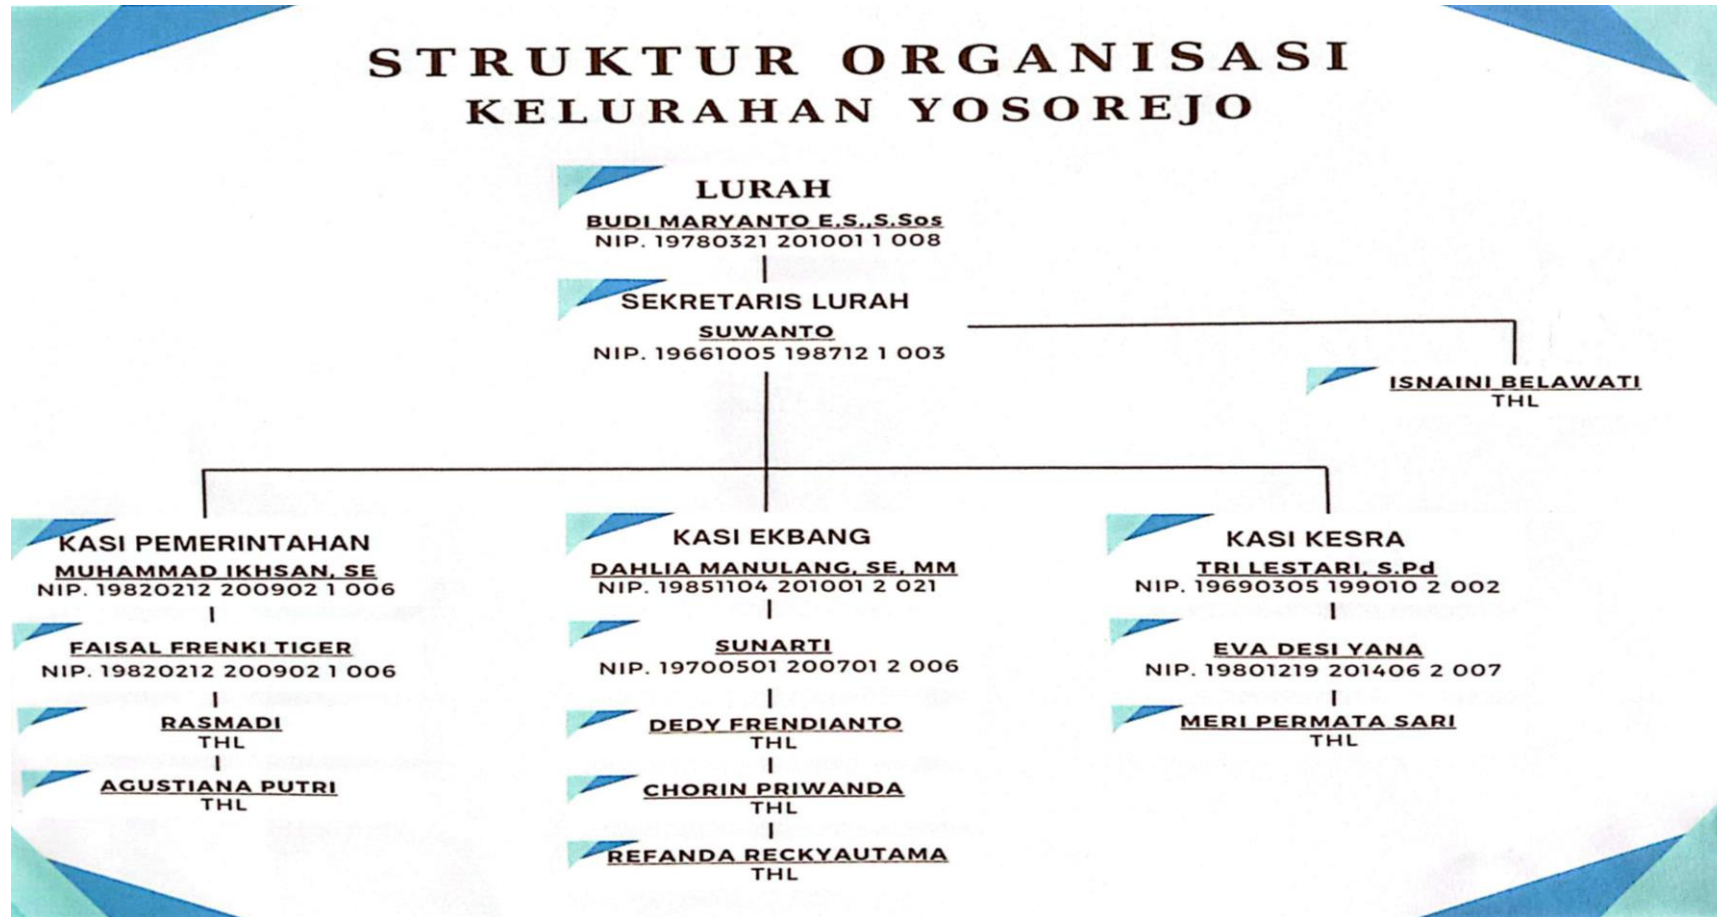 STRUKTUR ORGANISASI
KELURAHAN YOSOREJO
LURAH
BUDI MARYANTO E.S.,S.Sos
NIP. 19780321 201001 1 008
SEKRETARIS LURAH
SUWANTO
NIP. 19661005 198712 1 003
ISNAINI BELAWATI
THL
KASI PEMERINTAHAN
MUHAMMAD IKHSAN, SE
NIP. 19820212 200902 1 006
FAISAL FRENKI TIGER
NIP. 19820212 200902 1 006
RASMADI
THL
AGUSTIANA PUTRI
THL
KASI EKBANG
DAHLIA MANULANG, SE, MM
NIP. 19851104 201001 2 021
SUNARTI
NIP. 19700501 200701 2 006
DEDY FRENDIANTO
THL
CHORIN PRIWANDA
THL
REFANDA RECKYAUTAMA
THL
KASI KESRA
TRI LESTARI, S.Pd
NIP. 19690305 199010 2 002
EVA DESI YANA
NIP. 19801219 201406 2 007
MERI PERMATA SARI
THL